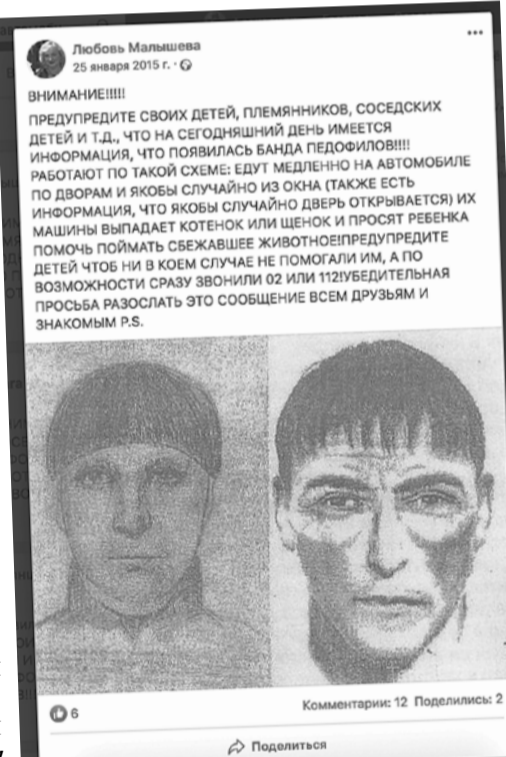 Любовь Малышева
25 января 2015 г. ·
ВНИМАНИЕ!!!!!
ПРЕДУПРЕДИТЕ СВОИХ ДЕТЕЙ, ПЛЕМЯННИКОВ, СОСЕДСКИХ
ДЕТЕЙ И Т.Д., ЧТО НА СЕГОДНЯШНИЙ ДЕНЬ ИМЕЕТСЯ
ИНФОРМАЦИЯ, ЧТО ПОЯВИЛАСЬ БАНДА ПЕДОФИЛОВ!!!!
РАБОТАЮТ ПО ТАКОЙ СХЕМЕ: ЕДУТ МЕДЛЕННО НА АВТОМОБИЛЕ
ПО ДВОРАМ И ЯКОБЫ СЛУЧАЙНО ИЗ ОКНА (ТАКЖЕ ЕСТЬ
ИНФОРМАЦИЯ, ЧТО ЯКОБЫ СЛУЧАЙНО ДВЕРЬ ОТКРЫВАЕТСЯ) ИХ
МАШИНЫ ВЫПАДАЕТ КОТЕНОК ИЛИ ЩЕНОК И ПРОСЯТ РЕБЕНКА
ПОМОЧЬ ПОЙМАТЬ СБЕЖАВШЕЕ ЖИВОТНОЕ!ПРЕДУПРЕДИТЕ
ДЕТЕЙ ЧТОБ НИ В КОЕМ СЛУЧАЕ НЕ ПОМОГАЛИ ИМ, А ПО
ВОЗМОЖНОСТИ СРАЗУ ЗВОНИЛИ 02 ИЛИ 112!УБЕДИТЕЛЬНАЯ
ПРОСЬБА РАЗОСЛАТЬ ЭТО СООБЩЕНИЕ ВСЕМ ДРУЗЬЯМ И
ЗНАКОМЫМ P.S.
6
Комментарии: 12 Поделились: 2
Поделиться